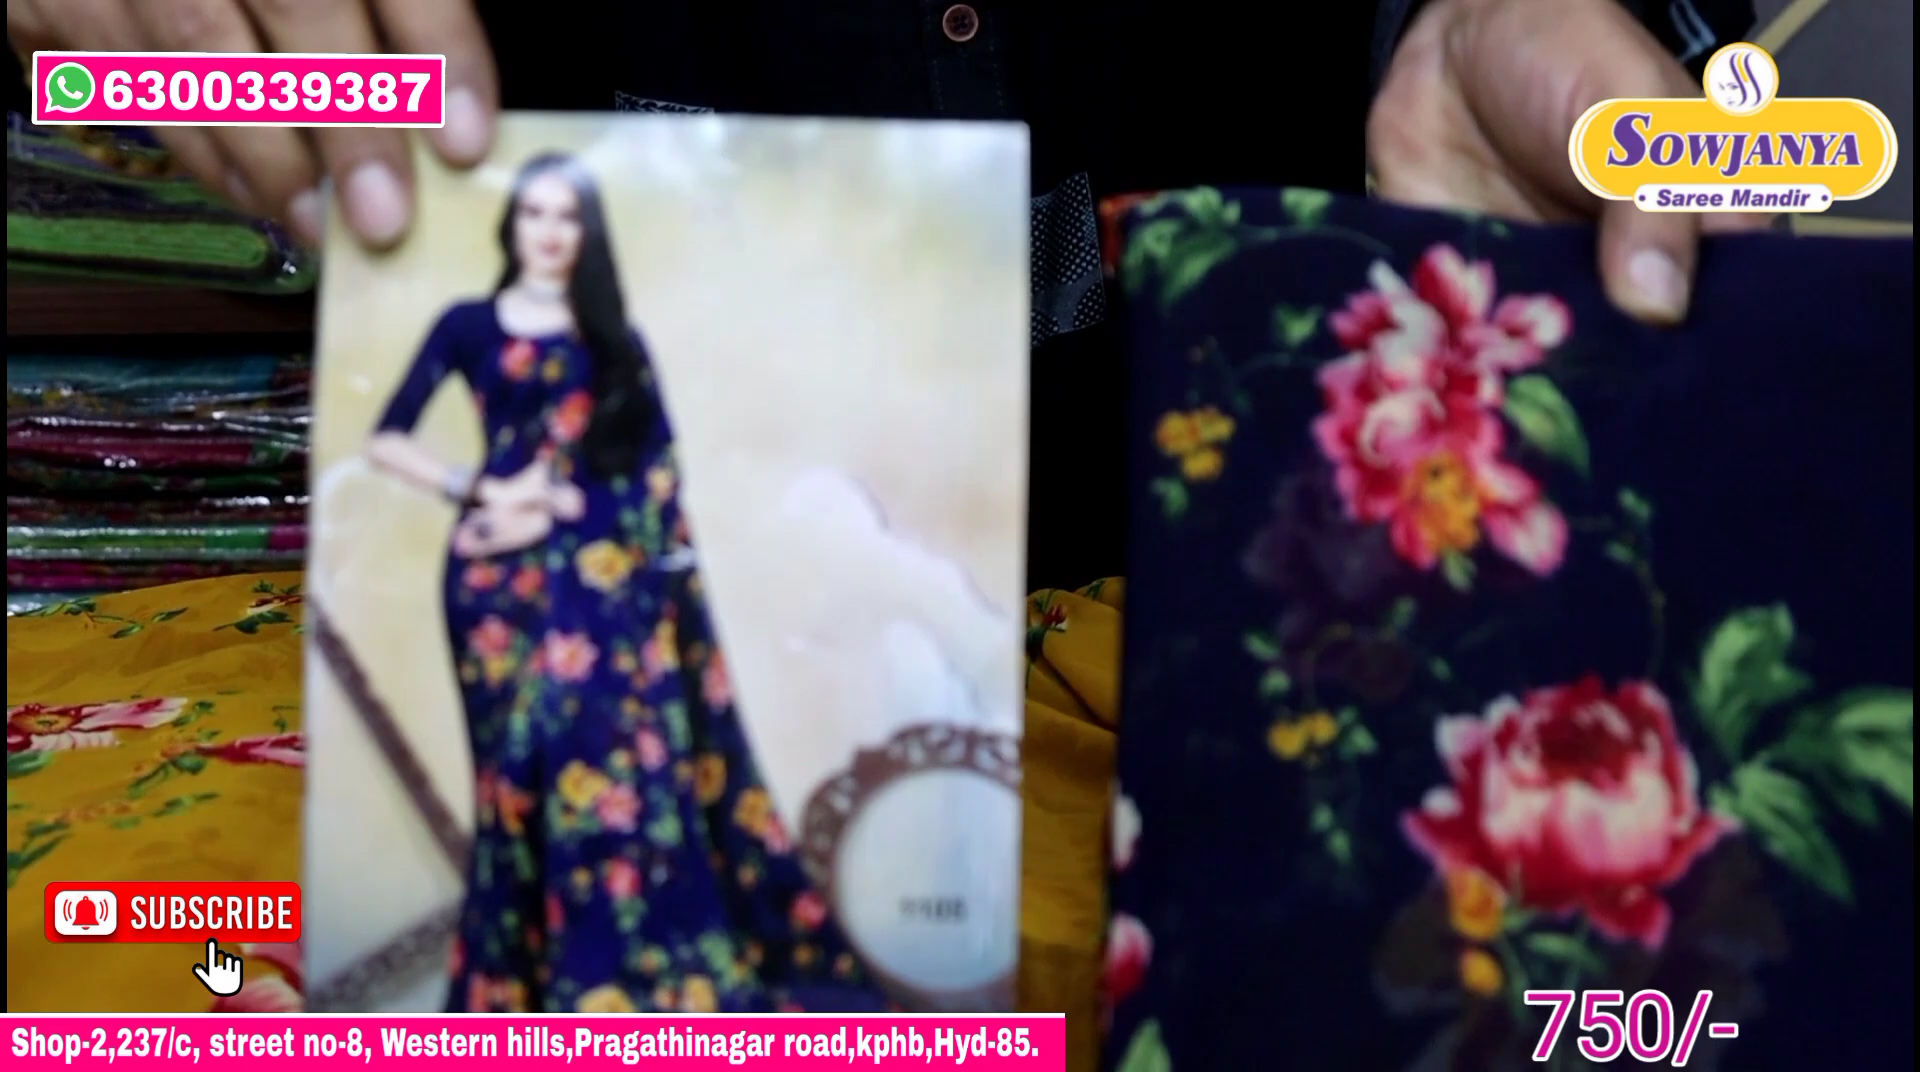 6300339387
SOWJANYA
• Saree Mandir •
SUBSCRIBE
750/-
Shop-2,237/c, street no-8, Western hills,Pragathinagar road,kphb,Hyd-85.